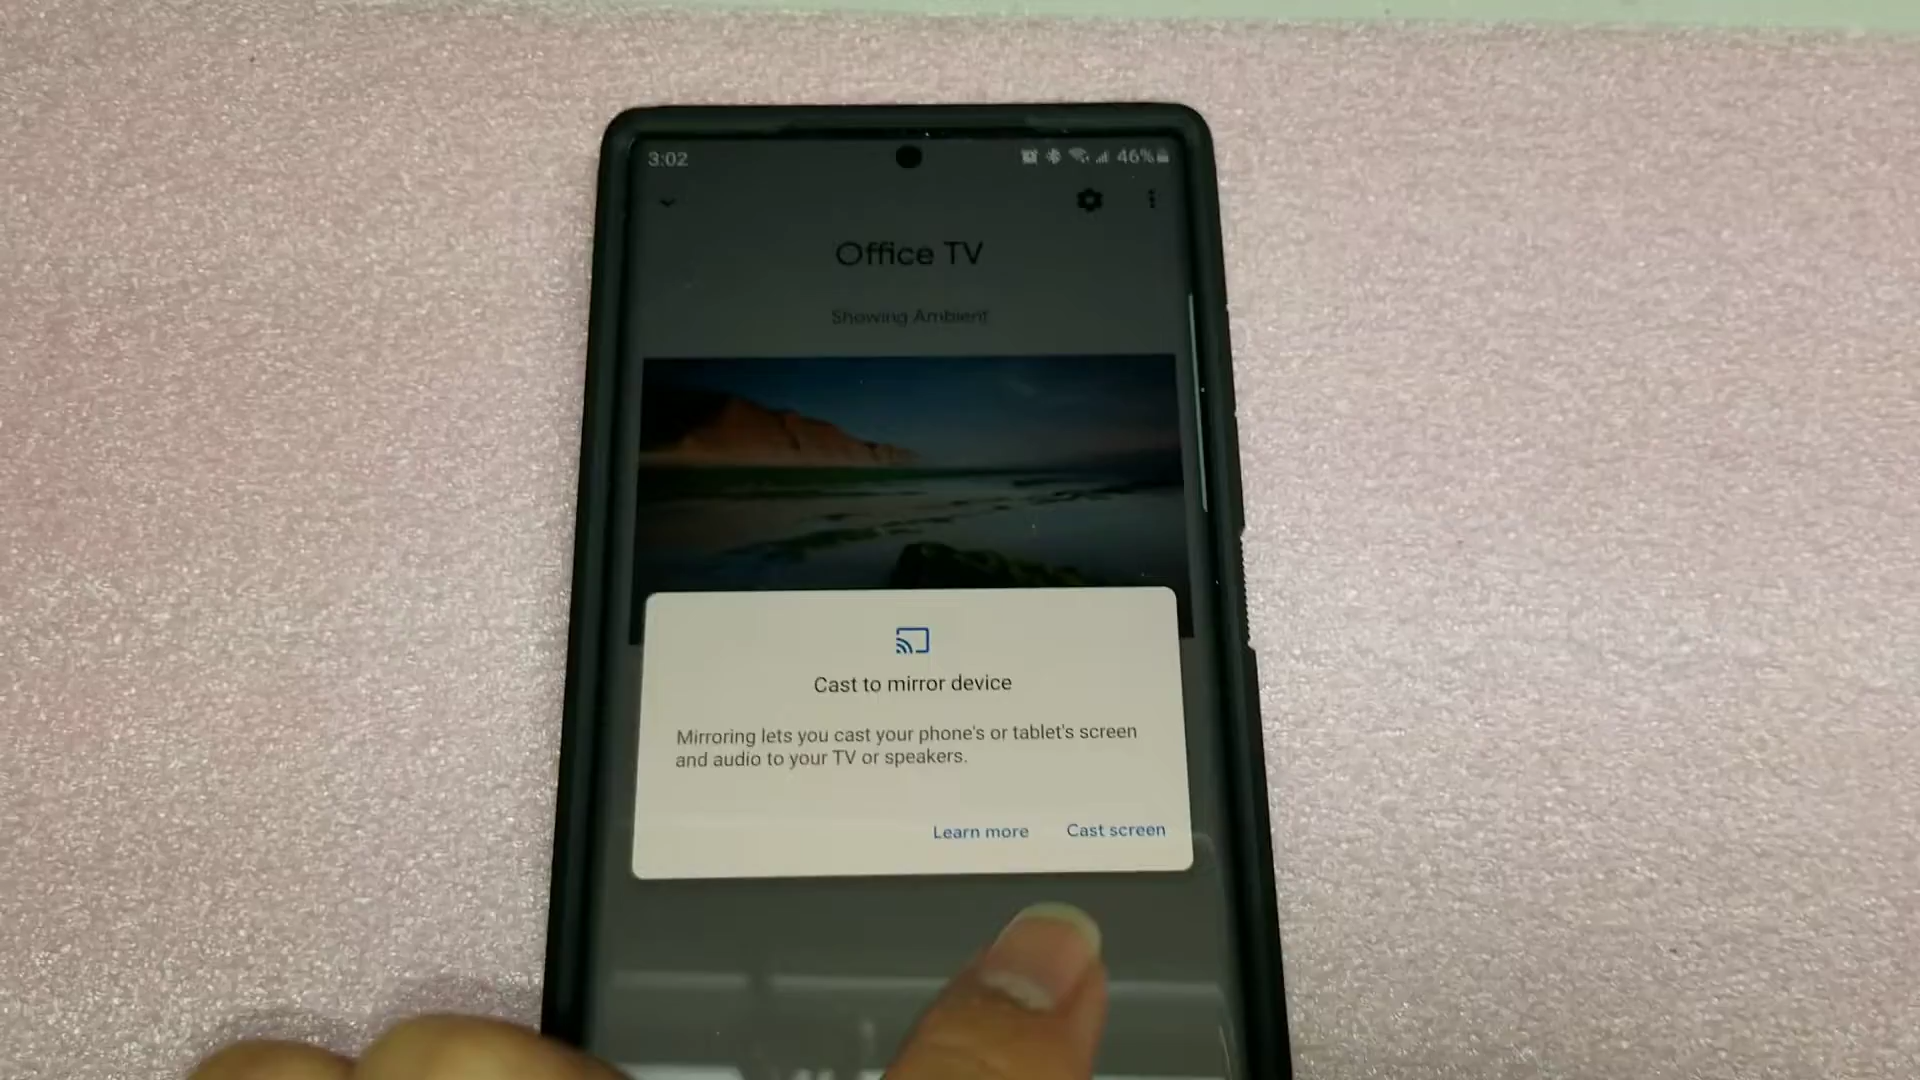 3:02 46%
Office TV
Showing Ambient
Cast to mirror device
Mirroring lets you cast your phone's or tablet's screen
and audio to your TV or speakers.
Learn more Cast screen